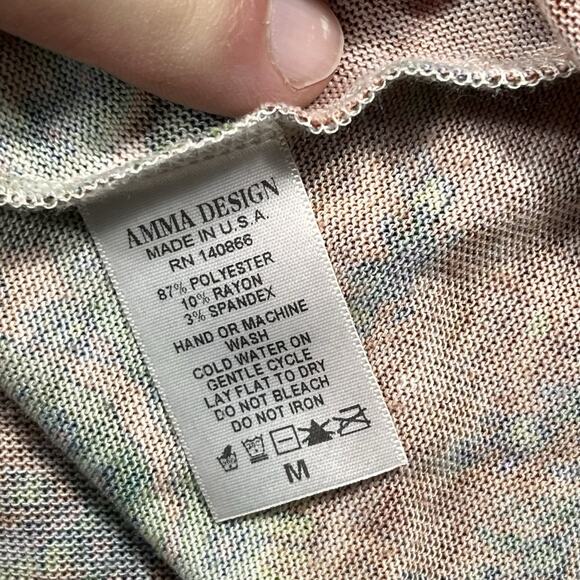 AMMA DESIGN
MADE IN U.S.A.
RN 140866
87% POLYESTER
10% RAYON
3% SPANDEX
HAND OR MACHINE
WASH
COLD WATER ON
GENTLE CYCLE
LAY FLAT TO DRY
DO NOT BLEACH
DO NOT IRON
M